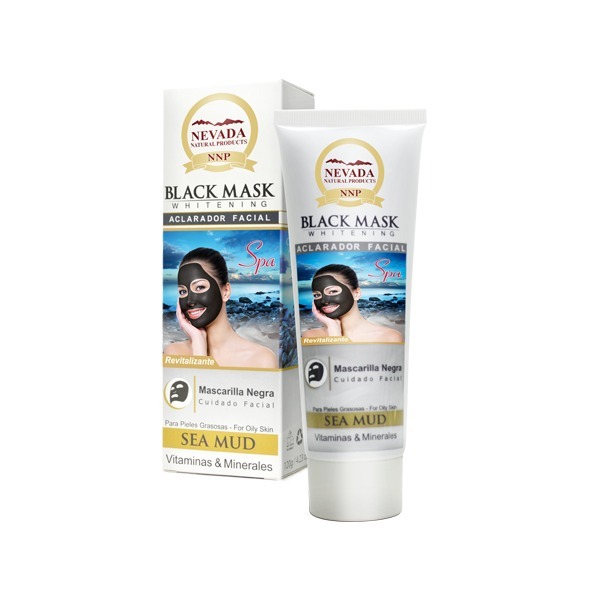 NEVADA
NATURAL PRODUCTS
NNP
BLACK MASK
WHITENING
ACLARADOR FACIAL
Spa
Revitalizante
Mascarilla Negra
Cuidado Facial
Para Pieles Grasosas - For Oily Skin
SEA MUD
Vitaminas & Minerales
NEVADA
NATURAL PRODUCTS
NNP
BLACK MASK
WHITENING
ACLARADOR FACIAL
Spa
Revitalizante
Mascarilla Negra
Cuidado Facial
Para Pieles Grasosas - For Oily Skin
SEA MUD
Vitaminas & Minerales